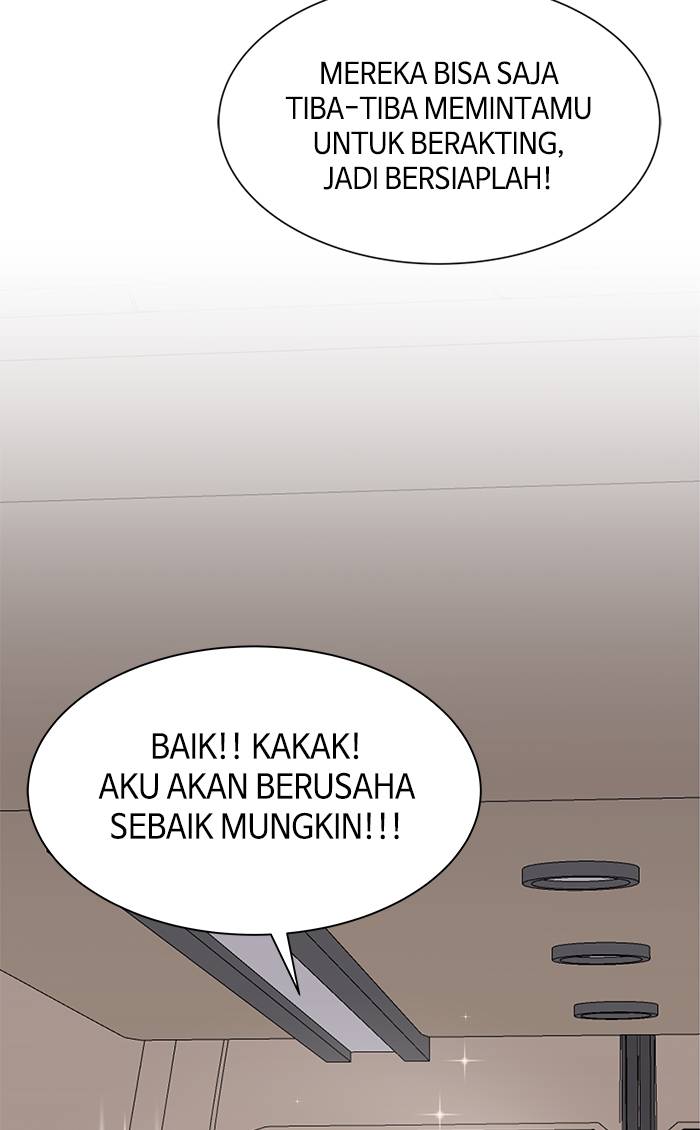 MEREKA BISA SAJA
TIBA-TIBA MEMINTAMU
UNTUK BERAKTING,
JADI BERSIAPLAH!
BAIK!! KAKAK!
AKU AKAN BERUSAHA
SEBAIK MUNGKIN!!!